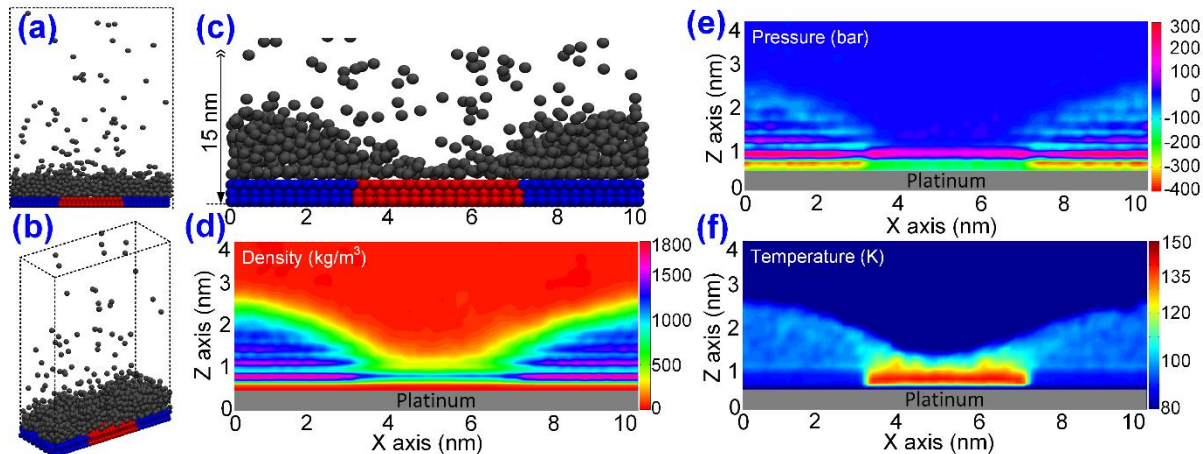 (a)
(b)
(c)
15 nm
0 2 4 6 8 10
(d)
Density (kg/m³)
Z axis (nm)
4
3
2
1
0
Platinum
0 2 4 6 8 10
X axis (nm)
1800
1500
1000
500
0
(e)
Pressure (bar)
Z axis (nm)
4
3
2
1
0
Platinum
0 2 4 6 8 10
X axis (nm)
300
200
100
0
-100
-200
-300
-400
(f)
Temperature (K)
Z axis (nm)
4
3
2
1
0
Platinum
0 2 4 6 8 10
X axis (nm)
150
140
130
120
110
100
90
80